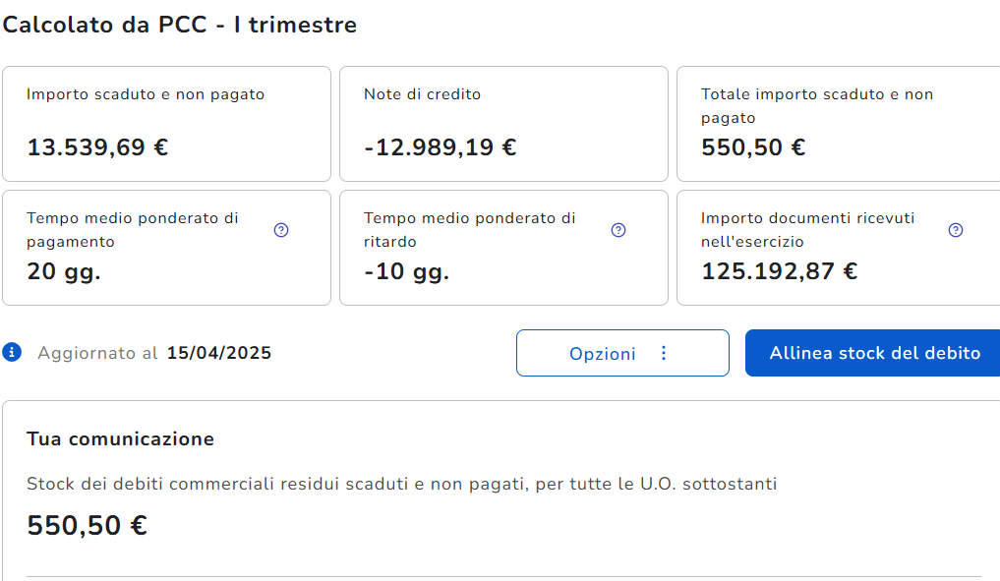 Calcolato da PCC - I trimestre
Importo scaduto e non pagato
13.539,69 €
Note di credito
-12.989,19 €
Totale importo scaduto e non
pagato
550,50 €
Tempo medio ponderato di
pagamento
20 gg.
Tempo medio ponderato di
ritardo
-10 gg.
Importo documenti ricevuti
nell'esercizio
125.192,87 €
Aggiornato al 15/04/2025
Opzioni
Allinea stock del debito
Tua comunicazione
Stock dei debiti commerciali residui scaduti e non pagati, per tutte le U.O. sottostanti
550,50 €